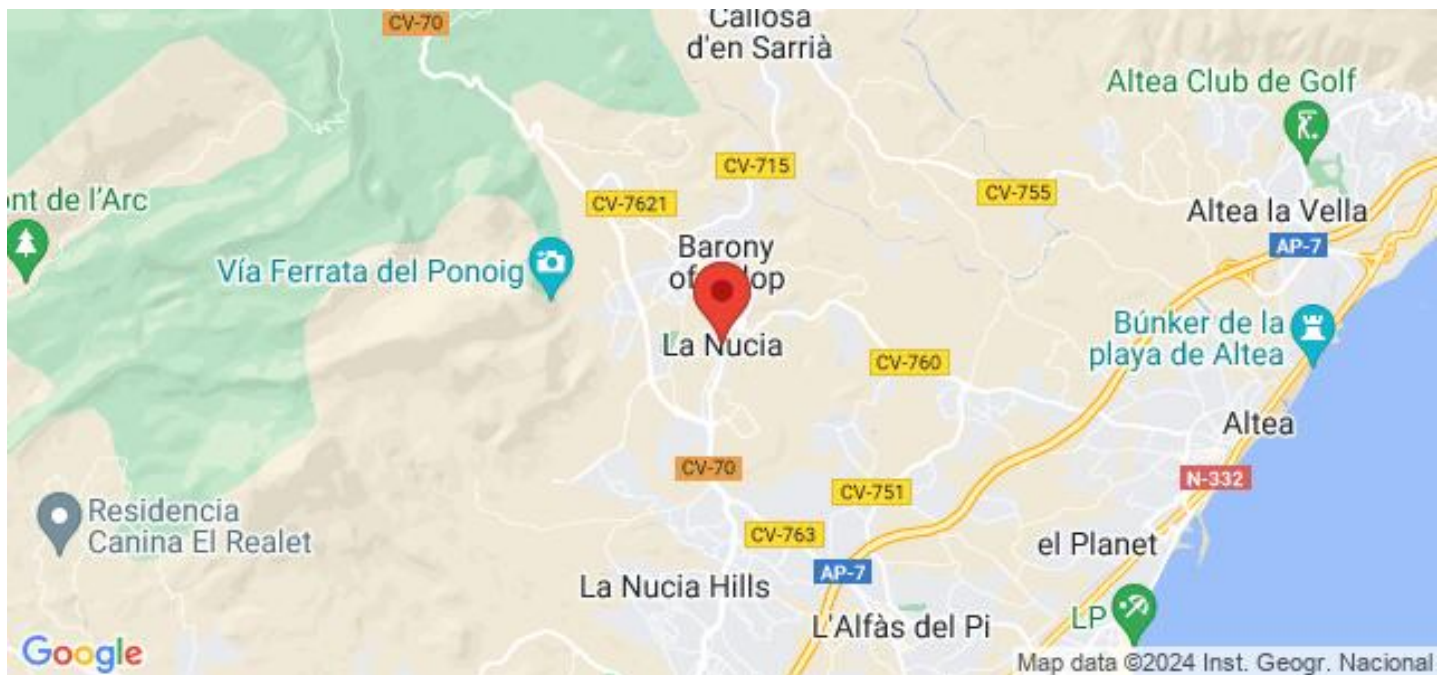 CV-70
Callosa
d'en Sarrià
Altea Club de Golf
CV-715
CV-755
CV-7621
ont de l'Arc
Altea la Vella
AP-7
Barony
Vía Ferrata del Ponoig
La Nucia
Búnker de la
playa de Altea
CV-760
Altea
CV-70
N-332
CV-751
Residencia
Canina El Realet
CV-763
el Planet
AP-7
La Nucia Hills
L'Alfàs del Pi
LP
Google
Map data ©2024 Inst. Geogr. Nacional